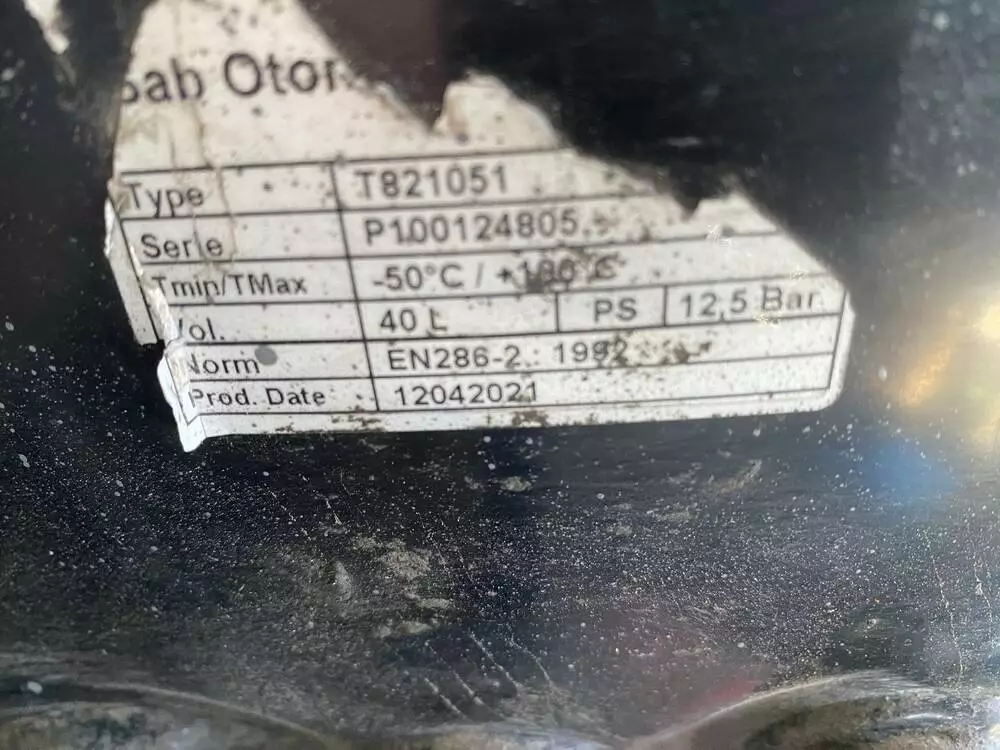 sab Otom
Type T821051
Serie P100124805
Tmin/TMax -50°C / +100°C
Vol. 40 L PS 12,5 Bar
Norm EN286-2.: 1992
Prod. Date 12042021